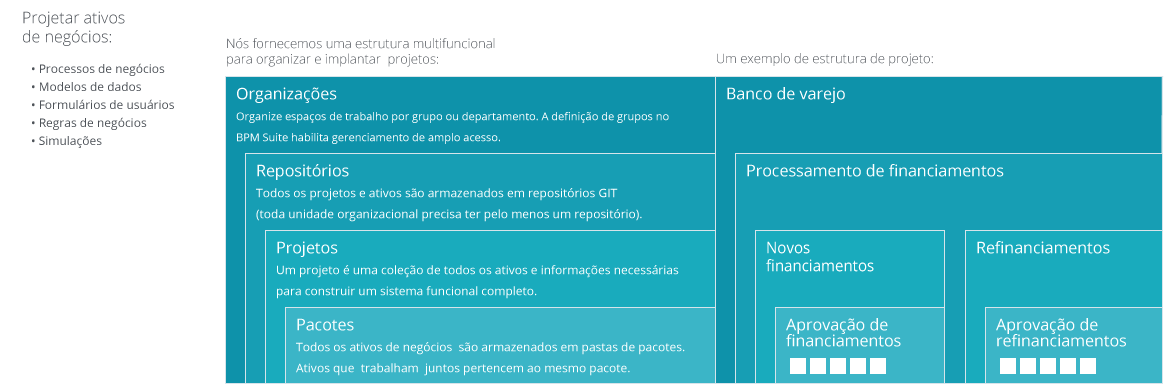 Projetar ativos
de negócios:
• Processos de negócios
• Modelos de dados
• Formulários de usuários
• Regras de negócios
• Simulações
Nós fornecemos uma estrutura multifuncional
para organizar e implantar projetos:
Organizações
Organize espaços de trabalho por grupo ou departamento. A definição de grupos no
BPM Suite habilita gerenciamento de amplo acesso.
Repositórios
Todos os projetos e ativos são armazenados em repositórios GIT
(toda unidade organizacional precisa ter pelo menos um repositório).
Projetos
Um projeto é uma coleção de todos os ativos e informações necessárias
para construir um sistema funcional completo.
Pacotes
Todos os ativos de negócios são armazenados em pastas de pacotes.
Ativos que trabalham juntos pertencem ao mesmo pacote.
Um exemplo de estrutura de projeto:
Banco de varejo
Processamento de financiamentos
Novos
financiamentos
Aprovação de
financiamentos
Refinanciamentos
Aprovação de
refinanciamentos